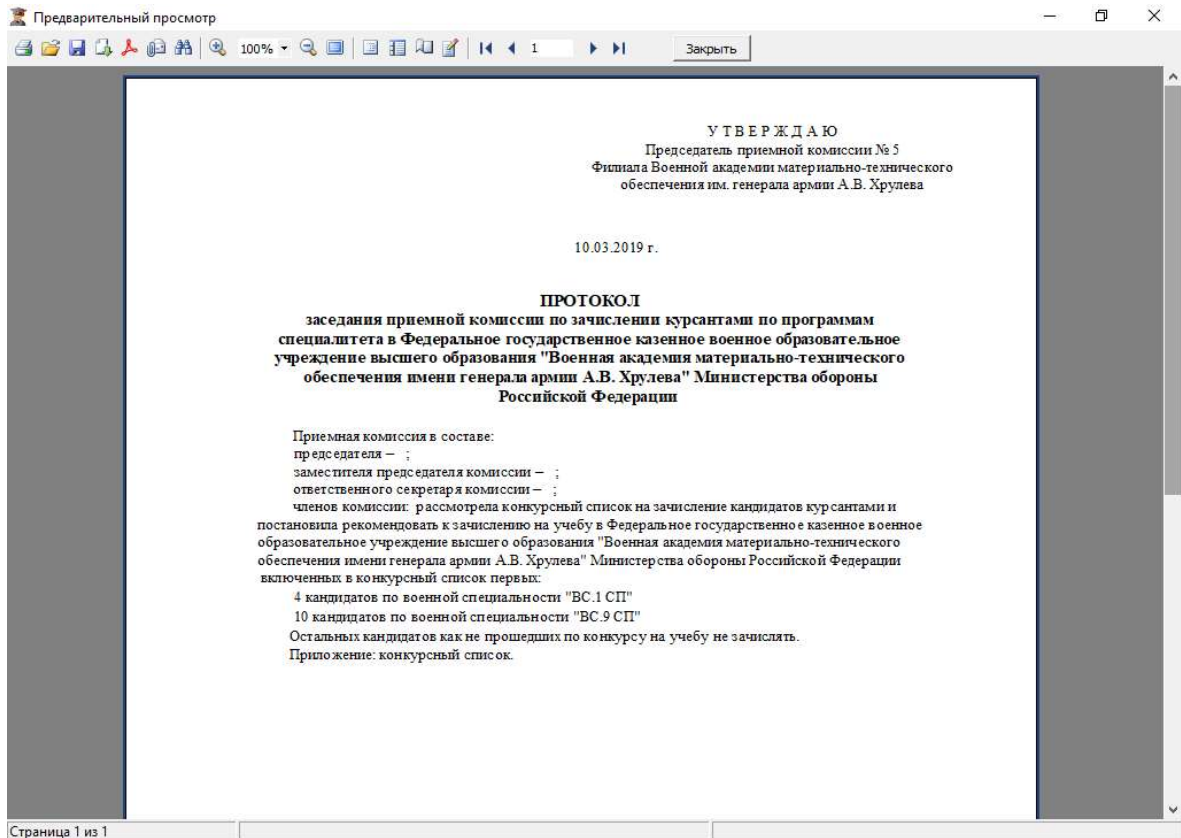 Предварительный просмотр
100%
1
Закрыть
У Т В Е Р Ж Д А Ю
Председатель приемной комиссии № 5
Филиала Военной академии материально-технического
обеспечения им. генерала армии А.В. Хрулева
10.03.2019 г.
ПРОТОКОЛ
заседания приемной комиссии по зачислении курсантами по программам
специалитета в Федеральное государственное казенное военное образовательное
учреждение высшего образования "Военная академия материально-технического
обеспечения имени генерала армии А.В. Хрулева" Министерства обороны
Российской Федерации
Приемная комиссия в составе:
председателя – ;
заместителя председателя комиссии – ;
ответственного секретаря комиссии – ;
членов комиссии: рассмотрела конкурсный список на зачисление кандидатов курсантами и
постановила рекомендовать к зачислению на учебу в Федеральное государственное казенное военное
образовательное учреждение высшего образования "Военная академия материально-технического
обеспечения имени генерала армии А.В. Хрулева" Министерства обороны Российской Федерации
включенных в конкурсный список первых:
4 кандидатов по военной специальности "ВС.1 СП"
10 кандидатов по военной специальности "ВС.9 СП"
Остальных кандидатов как не прошедших по конкурсу на учебу не зачислять.
Приложение: конкурсный список.
Страница 1 из 1